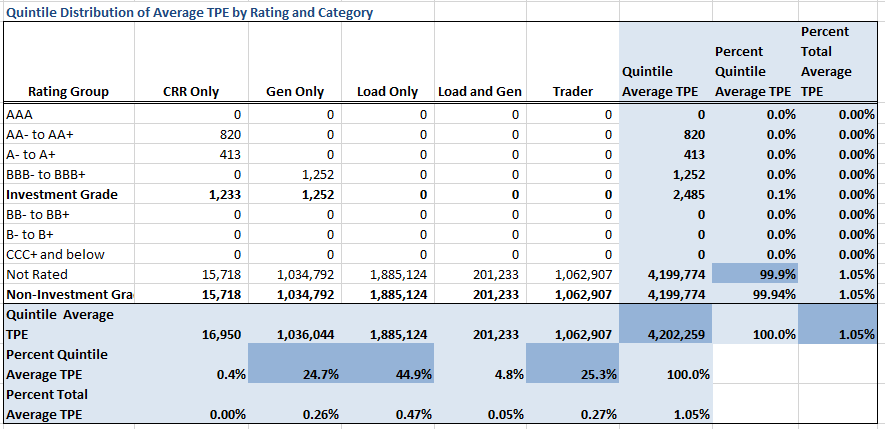 Quintile Distribution of Average TPE by Rating and Category
Rating Group CRR Only Gen Only Load Only Load and Gen Trader Quintile Average TPE Percent Quintile Average TPE Percent Total Average TPE
AAA 0 0 0 0 0 0 0.0% 0.00%
AA- to AA+ 820 0 0 0 0 820 0.0% 0.00%
A- to A+ 413 0 0 0 0 413 0.0% 0.00%
BBB- to BBB+ 0 1,252 0 0 0 1,252 0.0% 0.00%
Investment Grade 1,233 1,252 0 0 0 2,485 0.1% 0.00%
BB- to BB+ 0 0 0 0 0 0 0.0% 0.00%
B- to B+ 0 0 0 0 0 0 0.0% 0.00%
CCC+ and below 0 0 0 0 0 0 0.0% 0.00%
Not Rated 15,718 1,034,792 1,885,124 201,233 1,062,907 4,199,774 99.9% 1.05%
Non-Investment Gra 15,718 1,034,792 1,885,124 201,233 1,062,907 4,199,774 99.94% 1.05%
Quintile Average
TPE 16,950 1,036,044 1,885,124 201,233 1,062,907 4,202,259 100.0% 1.05%
Percent Quintile
Average TPE 0.4% 24.7% 44.9% 4.8% 25.3% 100.0%
Percent Total
Average TPE 0.00% 0.26% 0.47% 0.05% 0.27% 1.05%